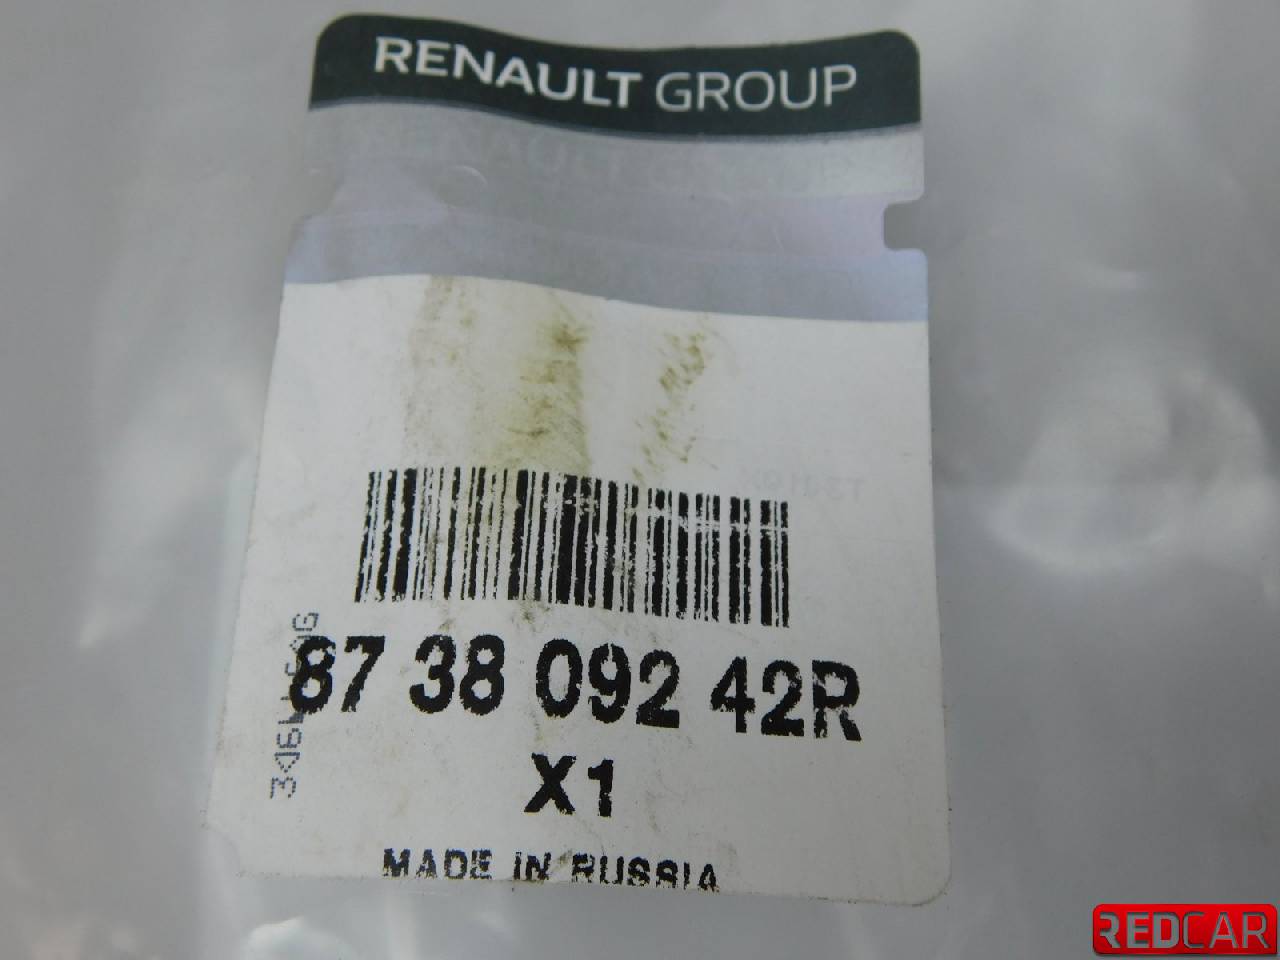 RENAULT GROUP
87 38 092 42R
X1
MADE IN RUSSIA
REDCAR